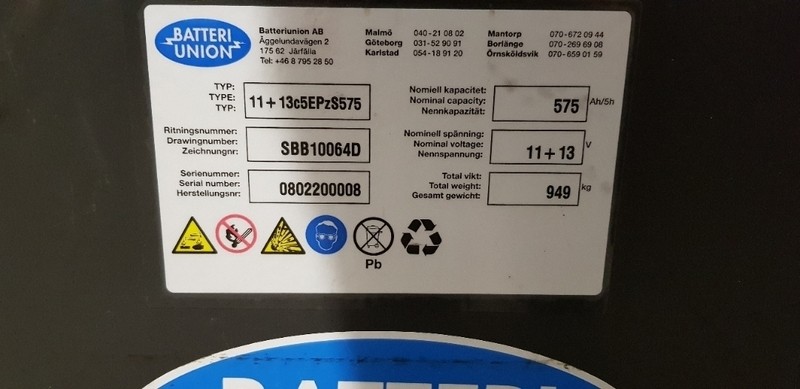 BATTERI
UNION
Batteriunion AB
Äggelundavägen 2
175 62 Järfälla
Tel: +46 8 795 28 50
Malmö 040-21 08 02
Göteborg 031-52 90 91
Karlstad 054-18 91 20
Mantorp 070-672 09 44
Borlänge 070-269 69 08
Örnsköldsvik 070-659 01 59
TYP:
TYPE:
TYP:
11+13c5EPzS575
Nomiell kapacitet:
Nominal capacity:
Nennkapazität:
575 Ah/5h
Ritningsnummer:
Drawingnumber:
Zeichnungnr:
SBB10064D
Nominell spänning:
Nominal voltage:
Nennspannung:
11+13 V
Serienummer:
Serial number:
Herstellungsnr:
0802200008
Total vikt:
Total weight:
Gesamt gewicht:
949 kg
Pb
BATTERI